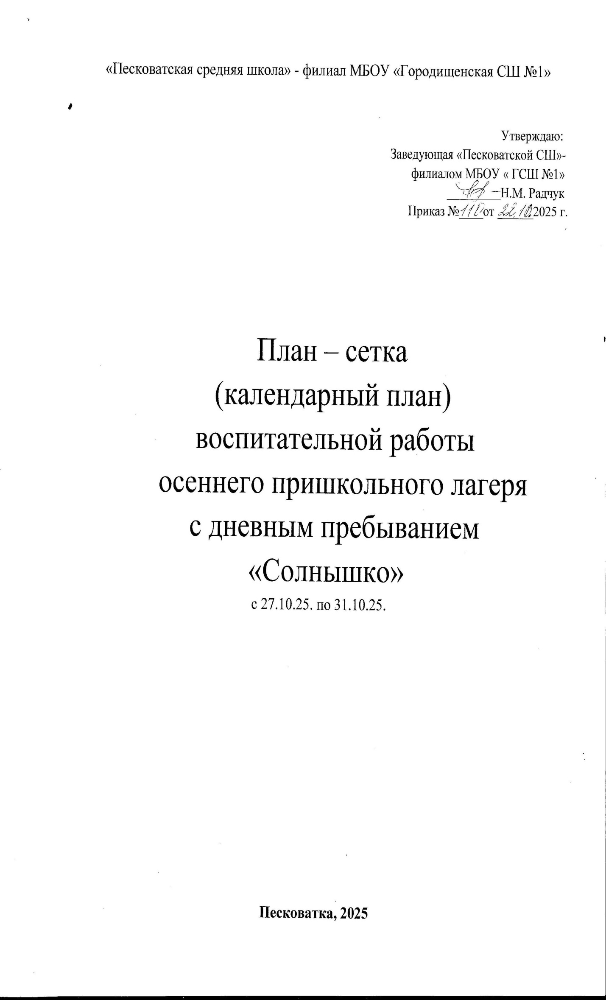 «Песковатская средняя школа» - филиал МБОУ «Городищенская СШ №1»
Утверждаю:
Заведующая «Песковатской СШ»-
филиалом МБОУ « ГСШ №1»
Н.М. Радчук
Приказ № от 22.10.2025 г.
План – сетка
(календарный план)
воспитательной работы
осеннего пришкольного лагеря
с дневным пребыванием
«Солнышко»
с 27.10.25. по 31.10.25.
Песковатка, 2025